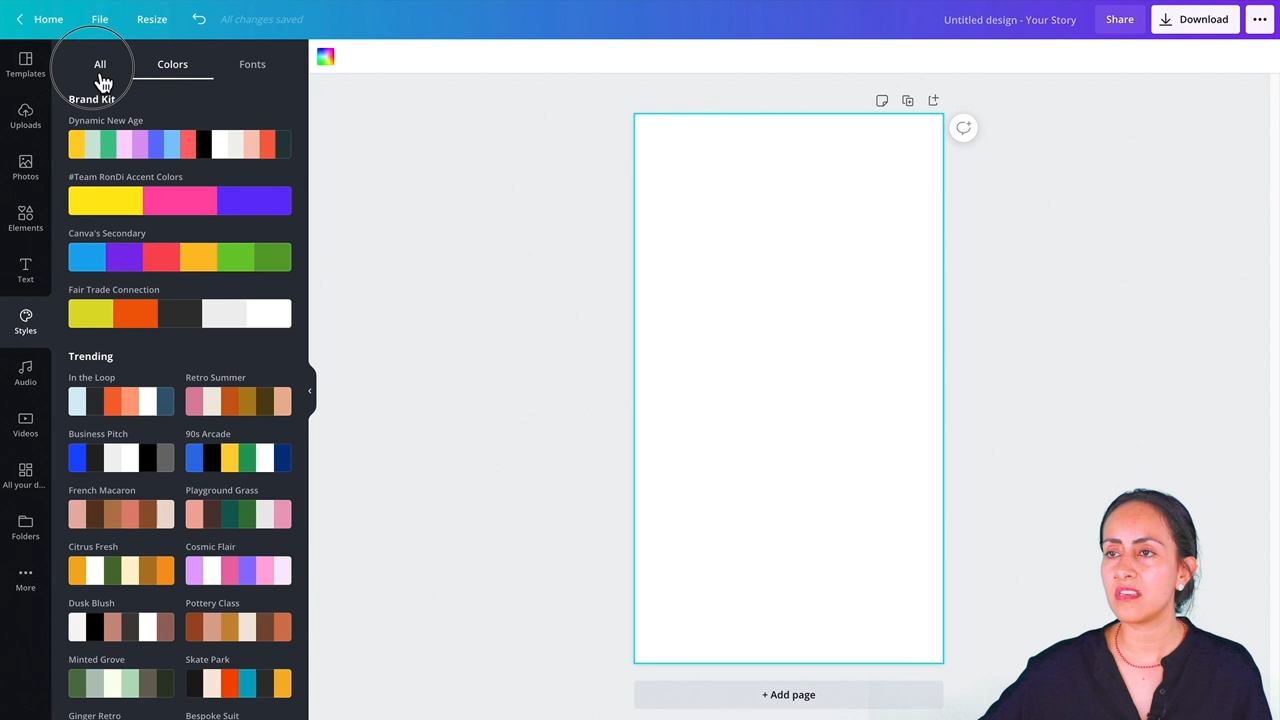 Home File Resize All changes saved Untitled design - Your Story Share Download
Templates
Uploads
Photos
Elements
Text
Styles
Audio
Videos
All your d...
Folders
More
All Colors Fonts
Brand Kit
Dynamic New Age
#Team RonDi Accent Colors
Canva's Secondary
Fair Trade Connection
Trending
In the Loop Retro Summer
Business Pitch 90s Arcade
French Macaron Playground Grass
Citrus Fresh Cosmic Flair
Dusk Blush Pottery Class
Minted Grove Skate Park
Ginger Retro Bespoke Suit
+ Add page